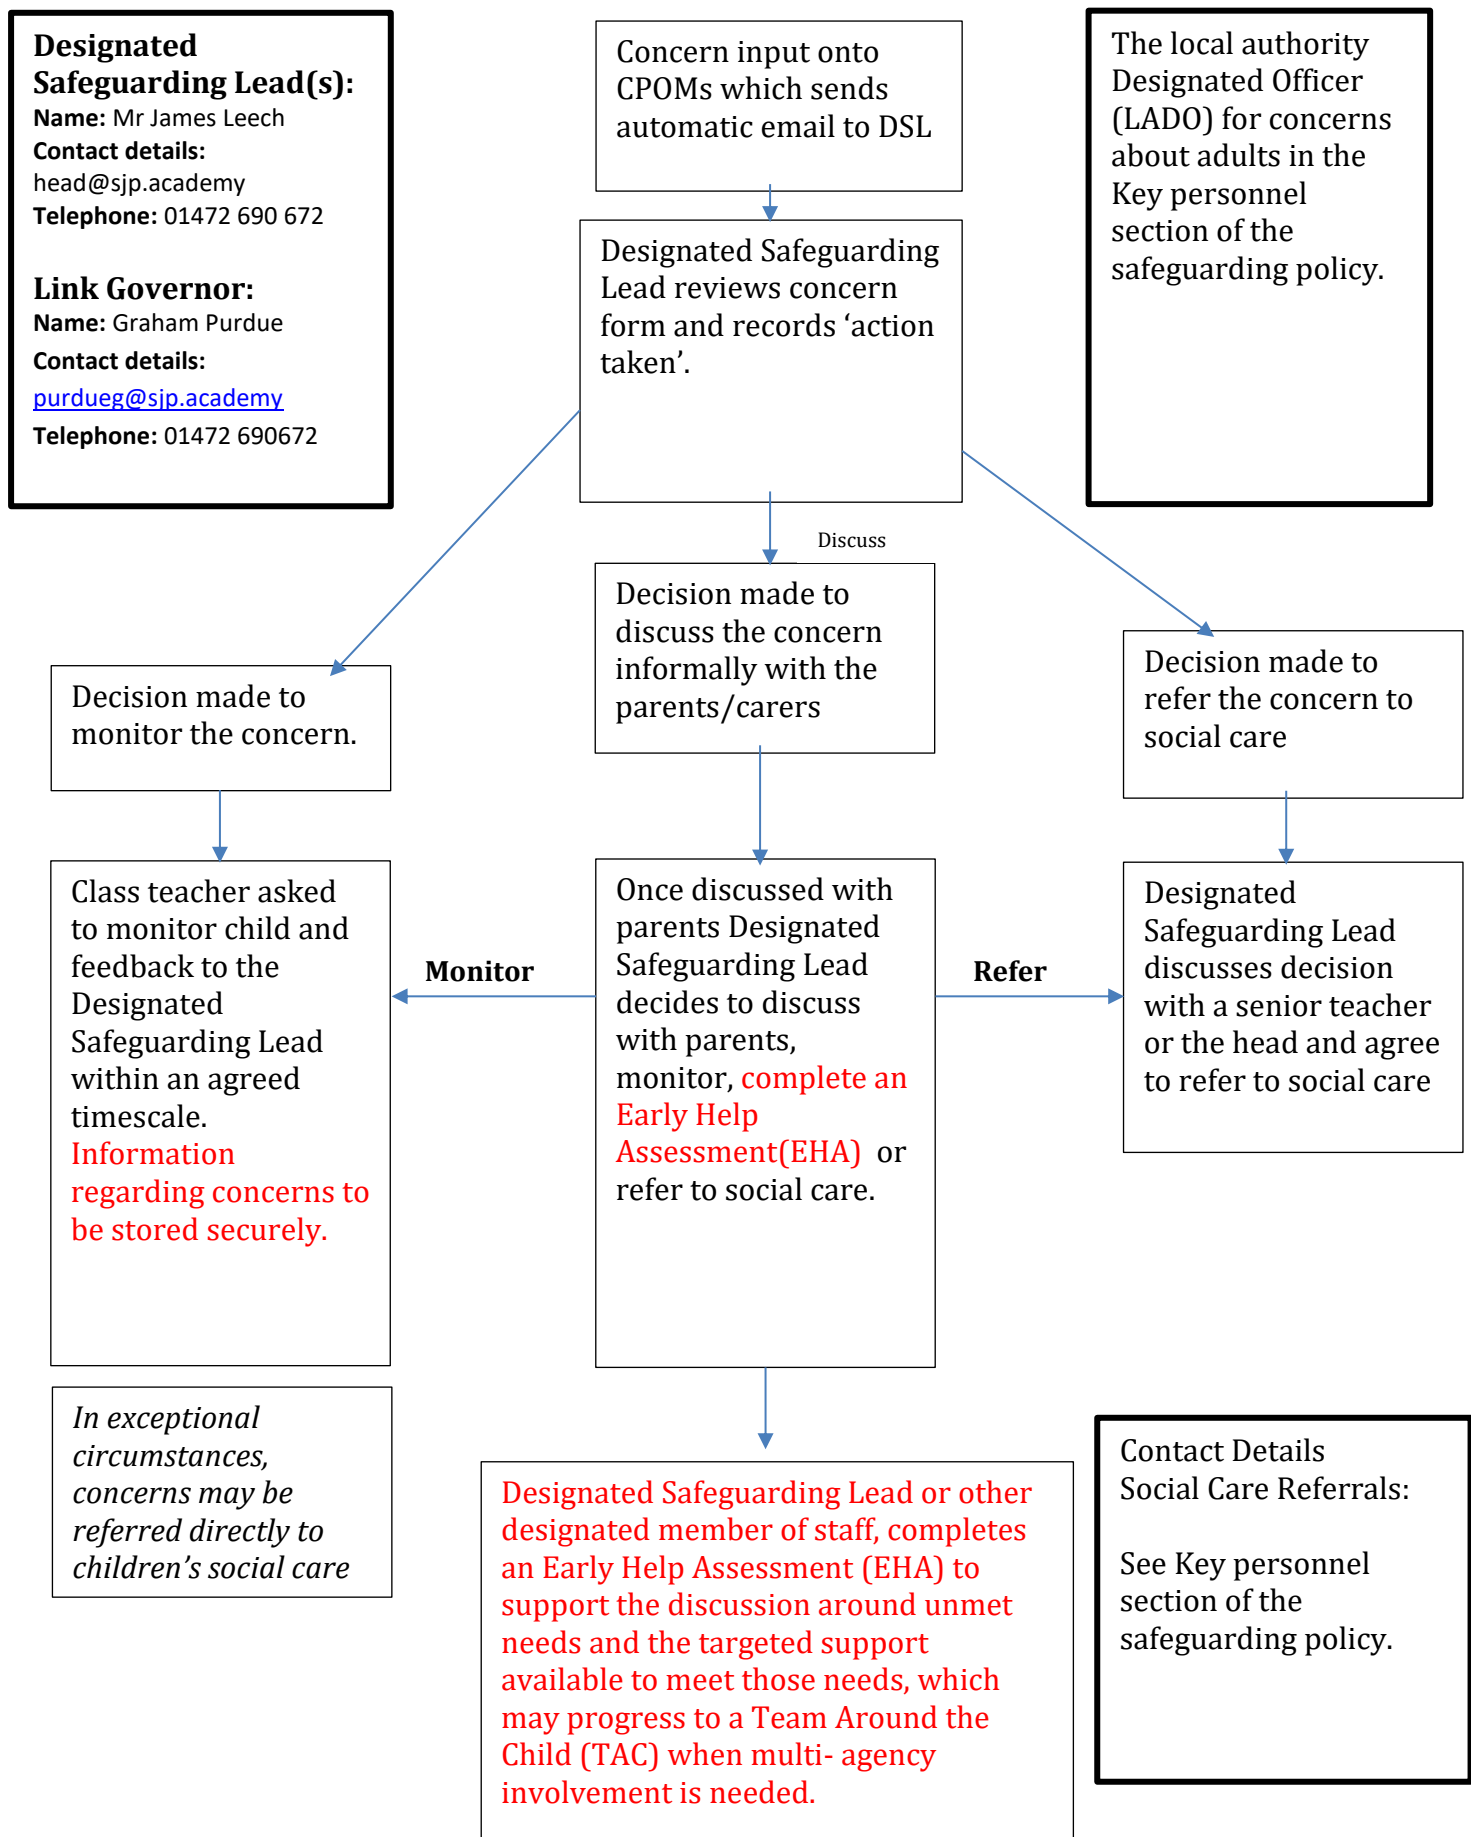 Designated
Safeguarding Lead(s):
Name: Mr James Leech
Contact details:
head@sjp.academy
Telephone: 01472 690 672
Link Governor:
Name: Graham Purdue
Contact details:
purdueg@sjp.academy
Telephone: 01472 690672
Concern input onto
CPOMs which sends
automatic email to DSL
The local authority
Designated Officer
(LADO) for concerns
about adults in the
Key personnel
section of the
safeguarding policy.
Designated Safeguarding
Lead reviews concern
form and records ‘action
taken’.
Discuss
Decision made to
monitor the concern.
Decision made to
discuss the concern
informally with the
parents/carers
Decision made to
refer the concern to
social care
Class teacher asked
to monitor child and
feedback to the
Designated
Safeguarding Lead
within an agreed
timescale.
Information
regarding concerns to
be stored securely.
Monitor
Once discussed with
parents Designated
Safeguarding Lead
decides to discuss
with parents,
monitor, complete an
Early Help
Assessment(EHA) or
refer to social care.
Refer
Designated
Safeguarding Lead
discusses decision
with a senior teacher
or the head and agree
to refer to social care
In exceptional
circumstances,
concerns may be
referred directly to
children’s social care
Designated Safeguarding Lead or other
designated member of staff, completes
an Early Help Assessment (EHA) to
support the discussion around unmet
needs and the targeted support
available to meet those needs, which
may progress to a Team Around the
Child (TAC) when multi- agency
involvement is needed.
Contact Details
Social Care Referrals:
See Key personnel
section of the
safeguarding policy.